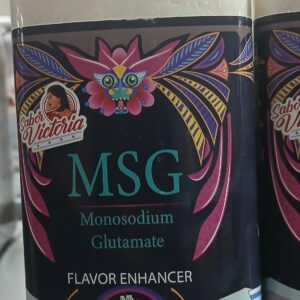 Sabor
Victoria
MSG
Monosodium
Glutamate
FLAVOR ENHANCER